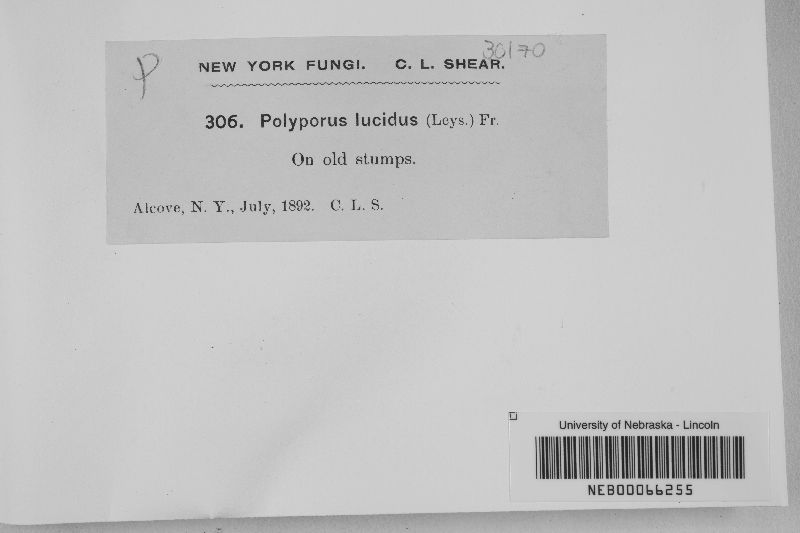 30170
P
NEW YORK FUNGI. C. L. SHEAR.
306. Polyporus lucidus (Leys.) Fr.
On old stumps.
Alcove, N. Y., July, 1892. C. L. S.
University of Nebraska - Lincoln
NEB00066255